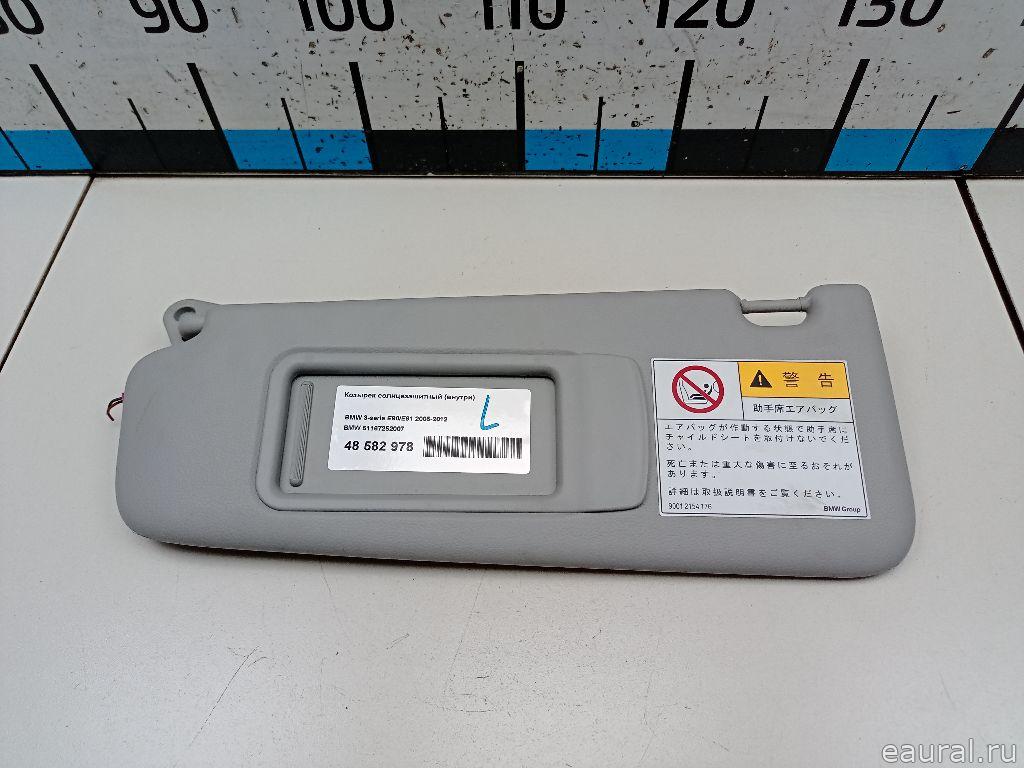 80 90 100 110 120 130
Козырек солнцезащитный (внутри)
BMW 3-serie E90/E91 2005-2012
BMW 51167252007
48 582 978
L
警告
助手席エアバッグ
エアバッグが作動する状態で助手席に
チャイルドシートを取付けないでくだ
さい。
死亡または重大な傷害に至るおそれが
あります。
詳細は取扱説明書をご覧ください。
9001 2154 176
BMW Group
eaural.ru